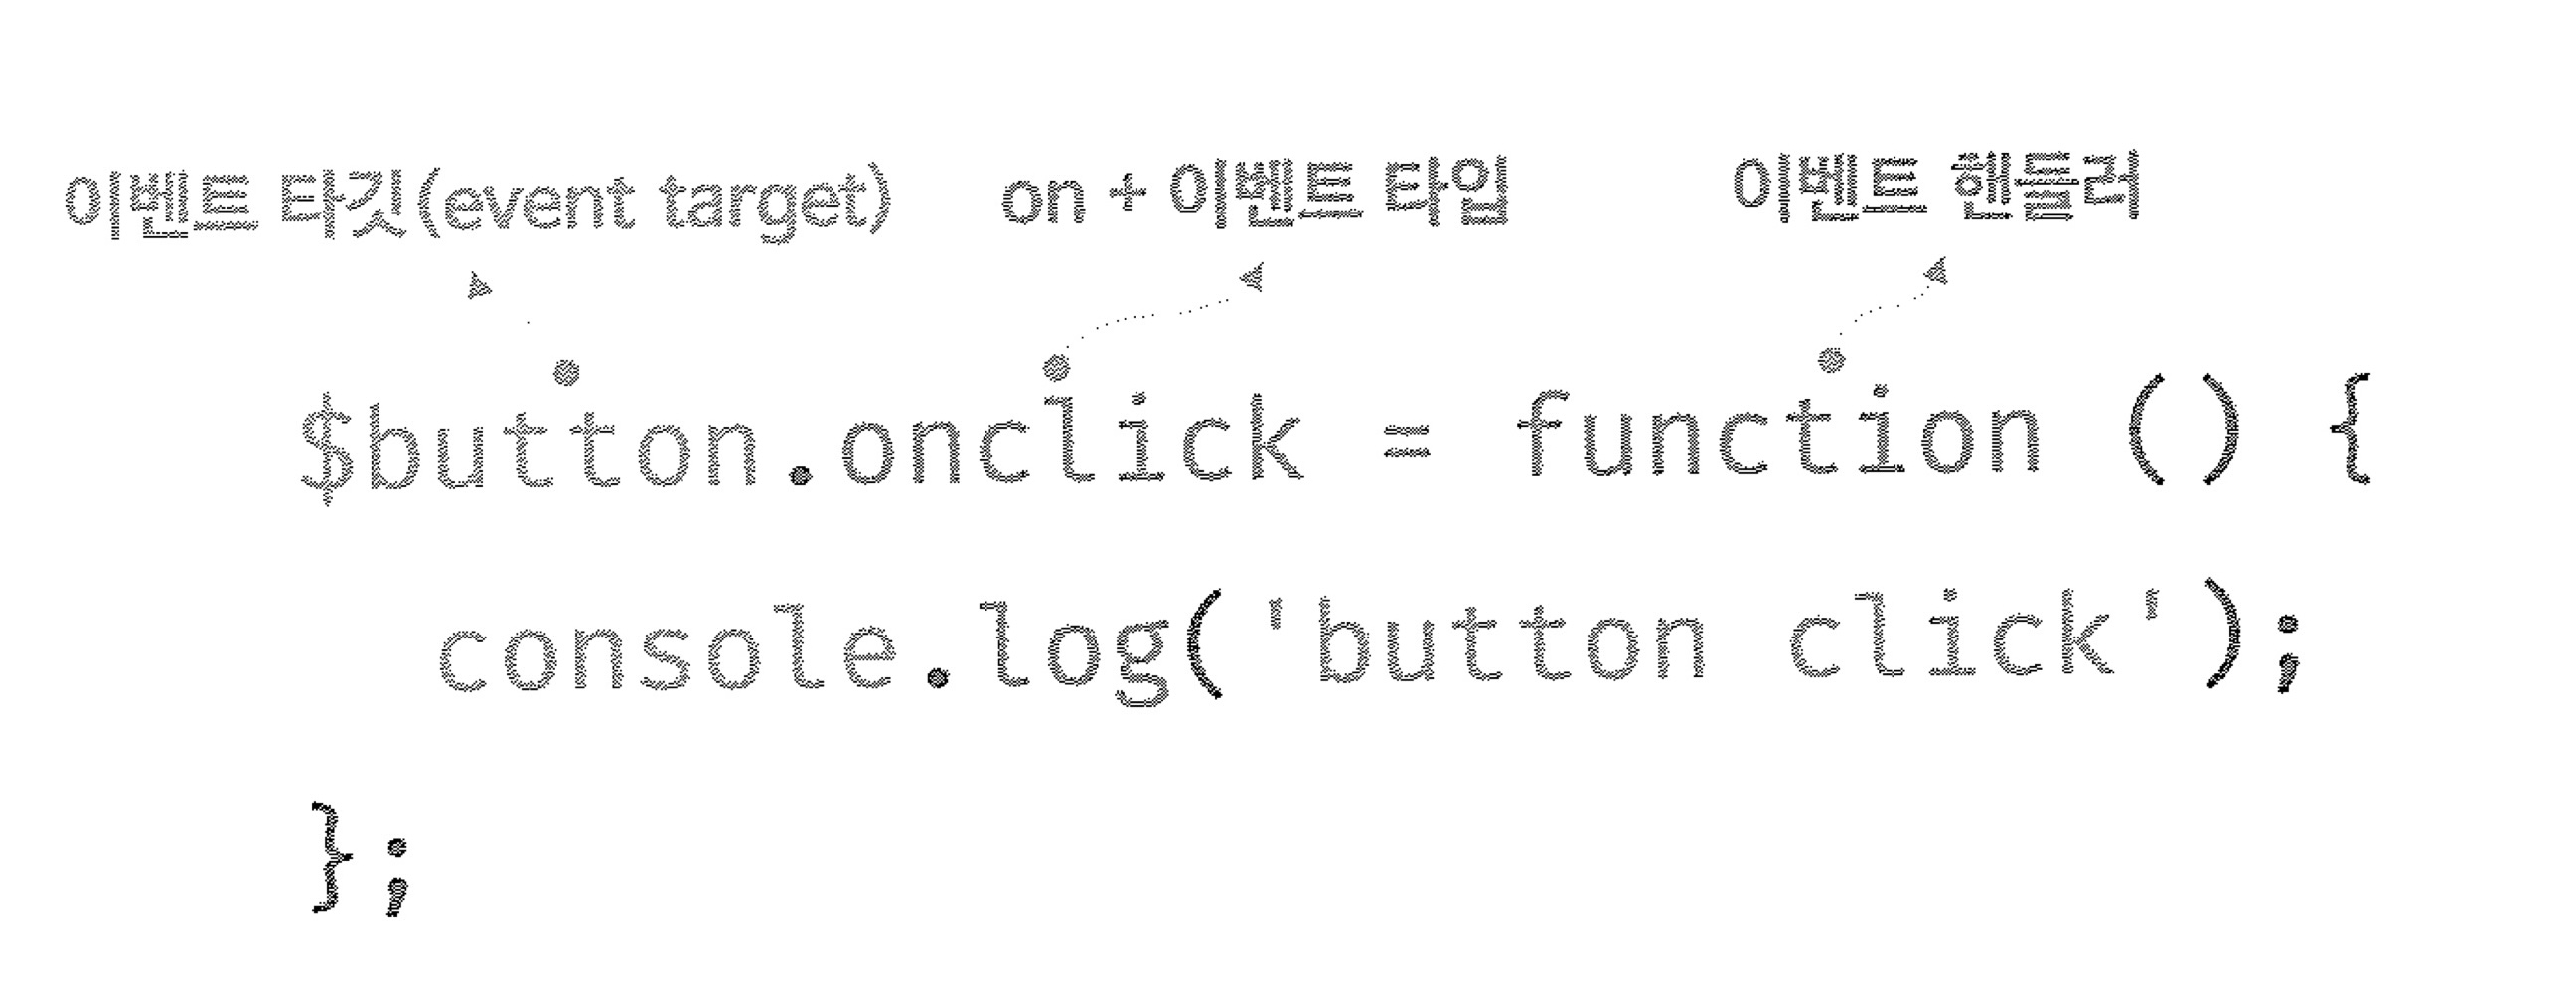 이벤트 타깃(event target) on + 이벤트 타입 이벤트 핸들러
$button.onclick = function () {
console.log('button click');
};